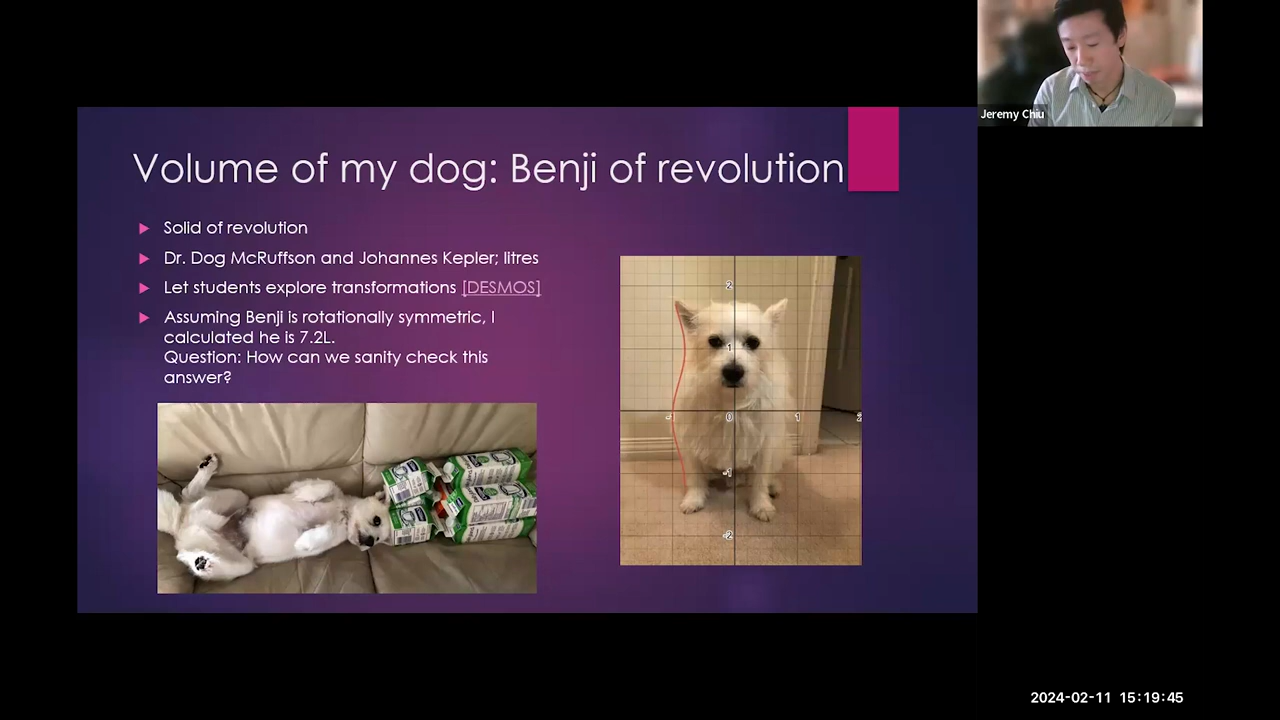 Jeremy Chiu
Volume of my dog: Benji of revolution
Solid of revolution
Dr. Dog McRuffson and Johannes Kepler; litres
Let students explore transformations [DESMOS]
Assuming Benji is rotationally symmetric, I
calculated he is 7.2L.
Question: How can we sanity check this
answer?
2
1
-1
0
1
2
-1
-2
2024-02-11 15:19:45